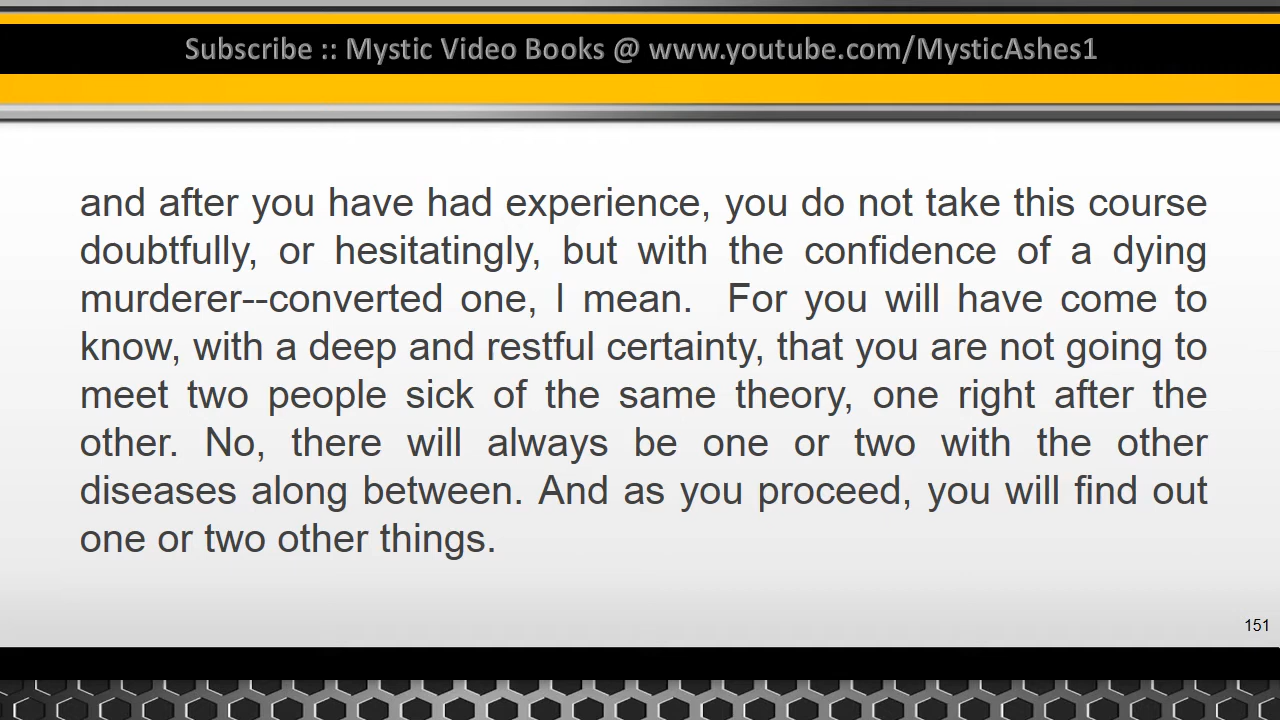 Subscribe :: Mystic Video Books @ www.youtube.com/MysticAshes1
and after you have had experience, you do not take this course
doubtfully, or hesitatingly, but with the confidence of a dying
murderer--converted one, I mean.  For you will have come to
know, with a deep and restful certainty, that you are not going to
meet two people sick of the same theory, one right after the
other. No, there will always be one or two with the other
diseases along between. And as you proceed, you will find out
one or two other things.
151